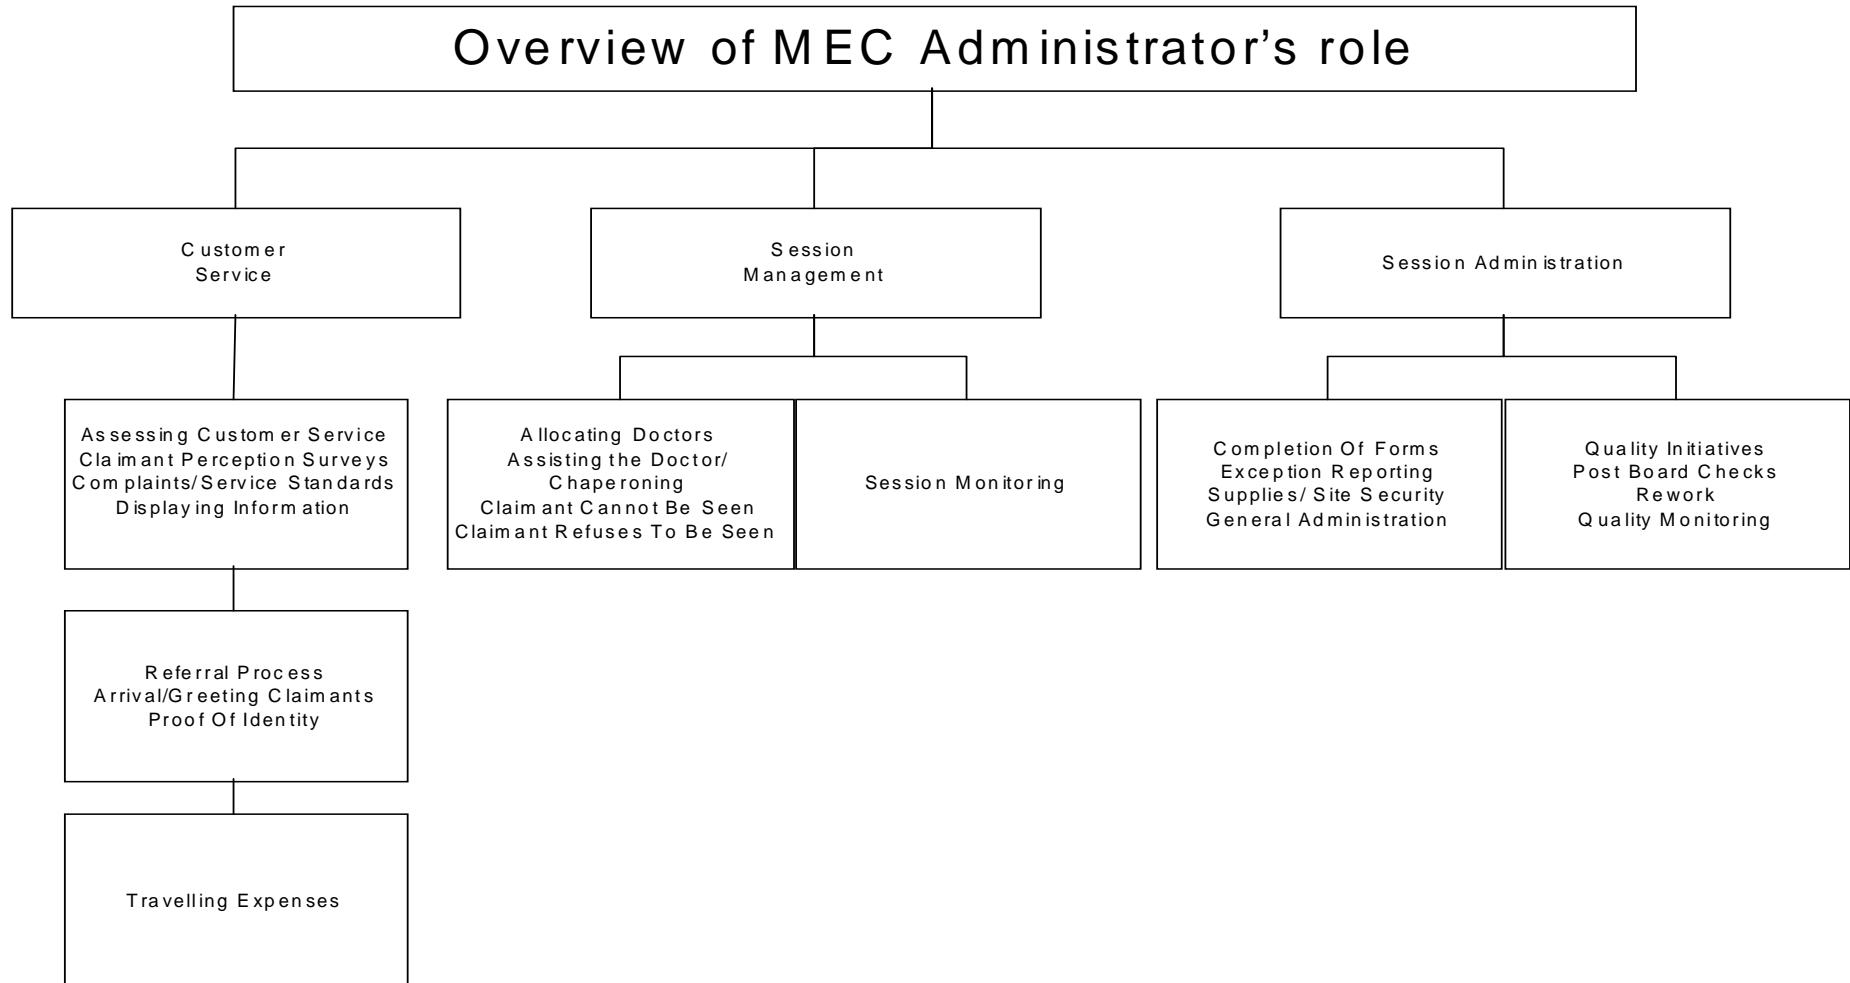 Overview of MEC Administrator's role
Customer
Service
Session
Management
Session Administration
Assessing Customer Service
Claimant Perception Surveys
Complaints/Service Standards
Displaying Information
Allocating Doctors
Assisting the Doctor/
Chaperoning
Claimant Cannot Be Seen
Claimant Refuses To Be Seen
Session Monitoring
Completion Of Forms
Exception Reporting
Supplies/ Site Security
General Administration
Quality Initiatives
Post Board Checks
Rework
Quality Monitoring
Referral Process
Arrival/Greeting Claimants
Proof Of Identity
Travelling Expenses